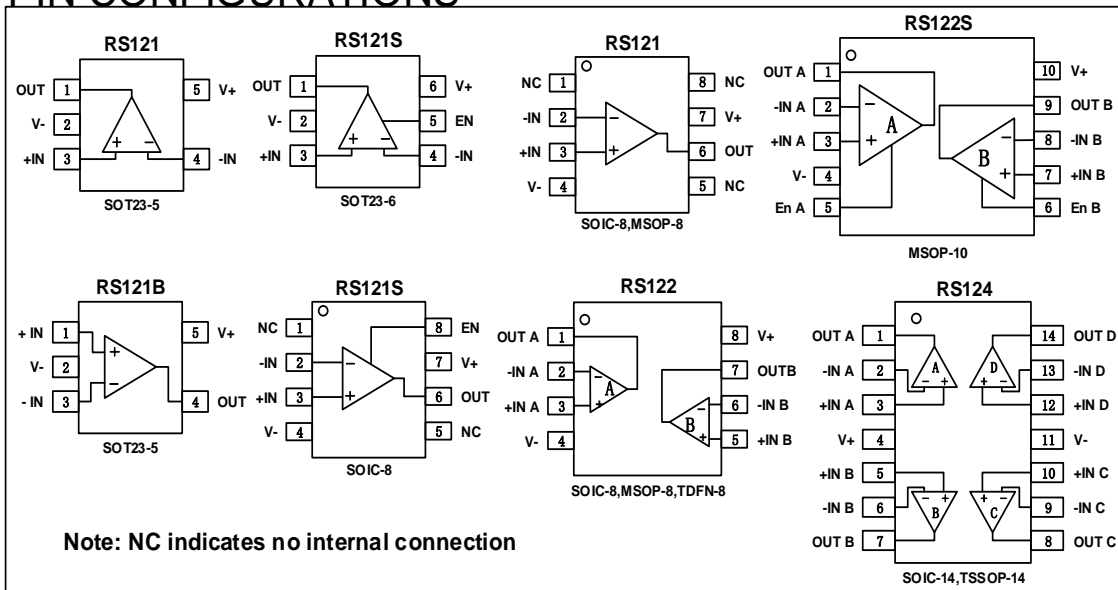 PIN CONFIGURATIONS
RS121
OUT 1 5 V+
V- 2
+IN 3 4 -IN
+ −
SOT23-5
RS121S
OUT 1 6 V+
V- 2 5 EN
+IN 3 4 -IN
+ −
SOT23-6
RS121
NC 1 8 NC
-IN 2 − 7 V+
+IN 3 + 6 OUT
V- 4 5 NC
SOIC-8,MSOP-8
RS122S
OUT A 1 10 V+
-IN A 2 − 9 OUT B
A
+IN A 3 + − 8 -IN B
B
V- 4 + 7 +IN B
En A 5 6 En B
MSOP-10
RS121B
+ IN 1 + 5 V+
V- 2
- IN 3 − 4 OUT
SOT23-5
RS121S
NC 1 8 EN
-IN 2 − 7 V+
+IN 3 + 6 OUT
V- 4 5 NC
SOIC-8
RS122
OUT A 1 8 V+
-IN A 2 − 7 OUTB
A
+IN A 3 + − 6 -IN B
B
V- 4 + 5 +IN B
SOIC-8,MSOP-8,TDFN-8
RS124
OUT A 1 14 OUT D
A D
-IN A 2 − + + − 13 -IN D
+IN A 3 12 +IN D
V+ 4 11 V-
+IN B 5 10 +IN C
-IN B 6 − + + − 9 -IN C
B C
OUT B 7 8 OUT C
SOIC-14,TSSOP-14
Note: NC indicates no internal connection